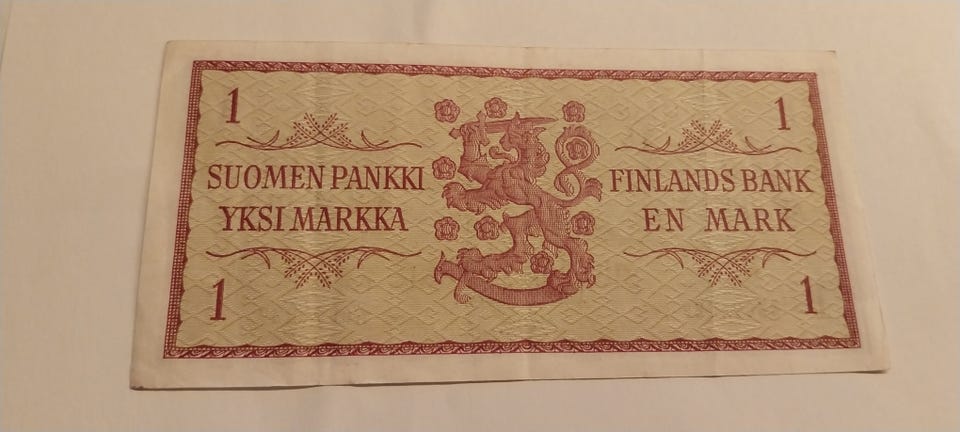 1
1
SUOMEN PANKKI
YKSI MARKKA
FINLANDS BANK
EN MARK
1
1